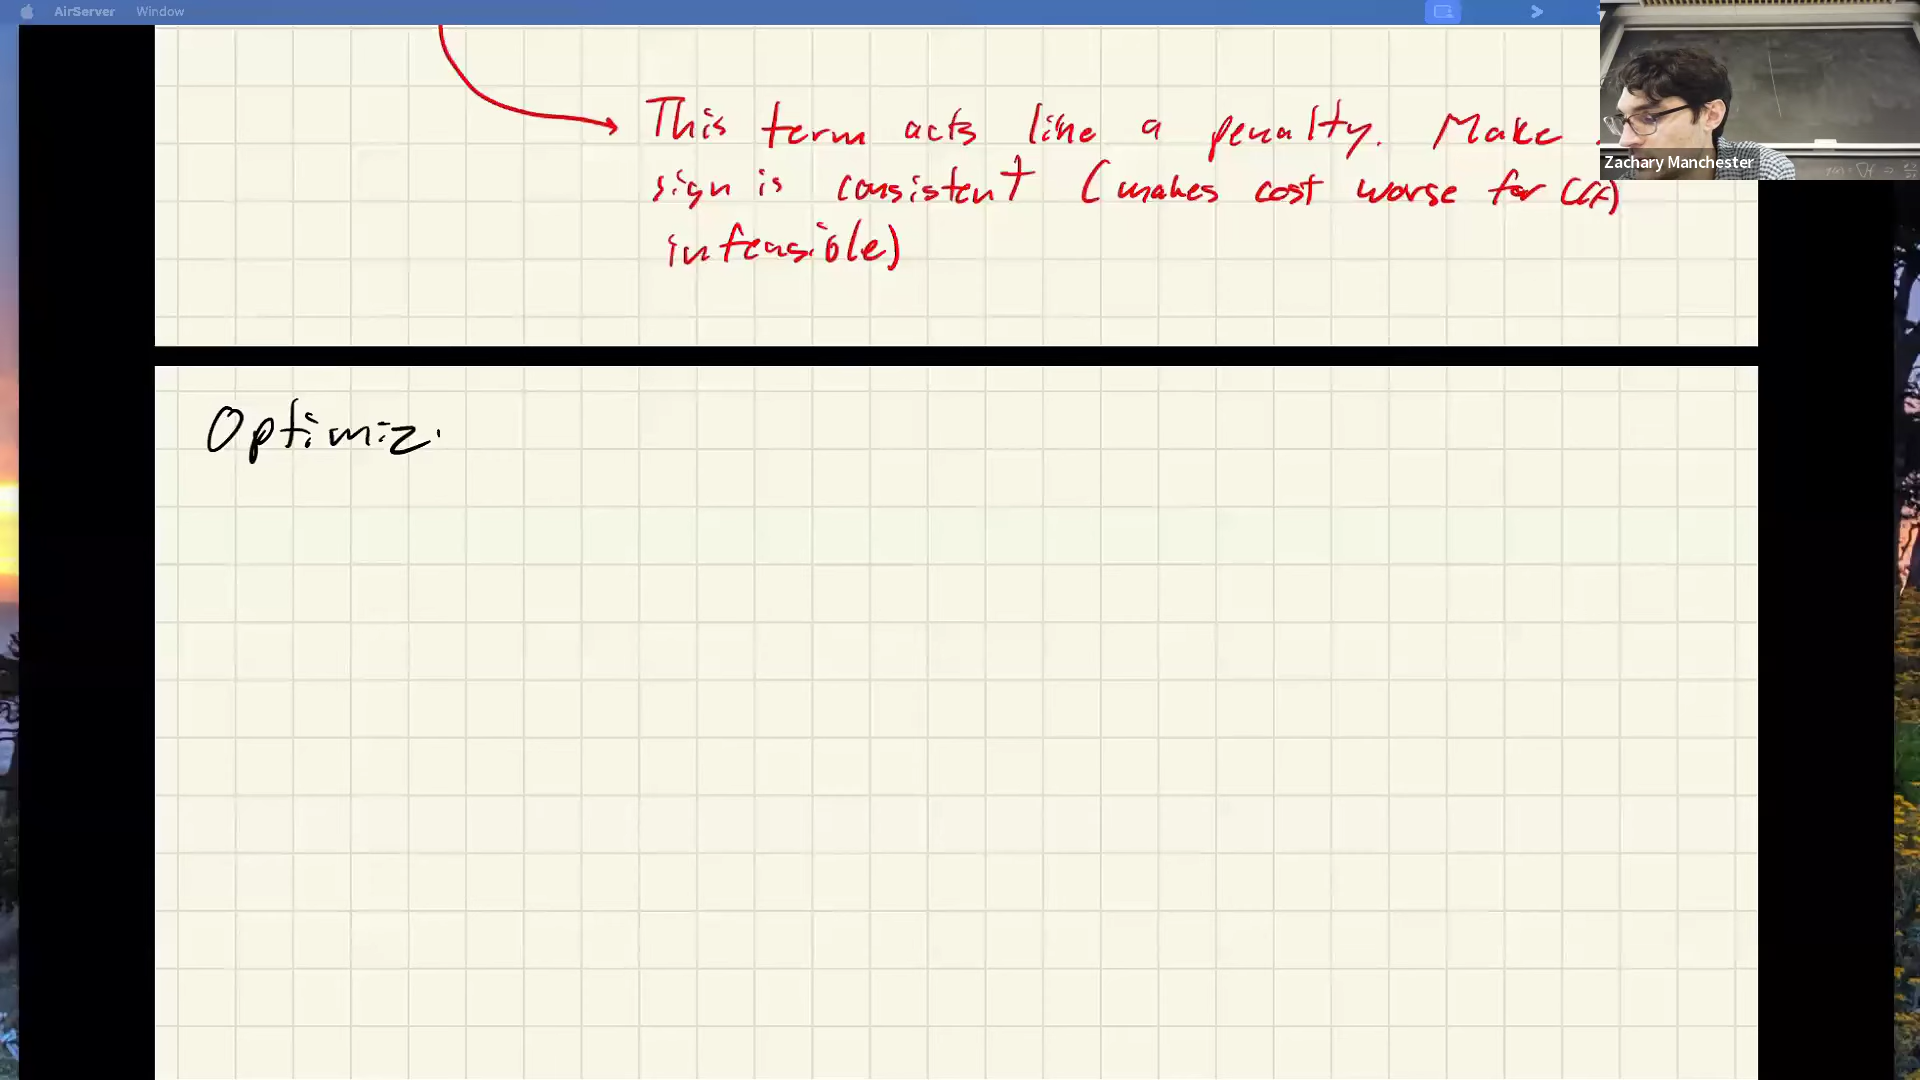 AirServer Window
This term acts like a penalty. Make
sign is consistent (makes cost worse for C(x)
infeasible)
Zachary Manchester
Optimiz